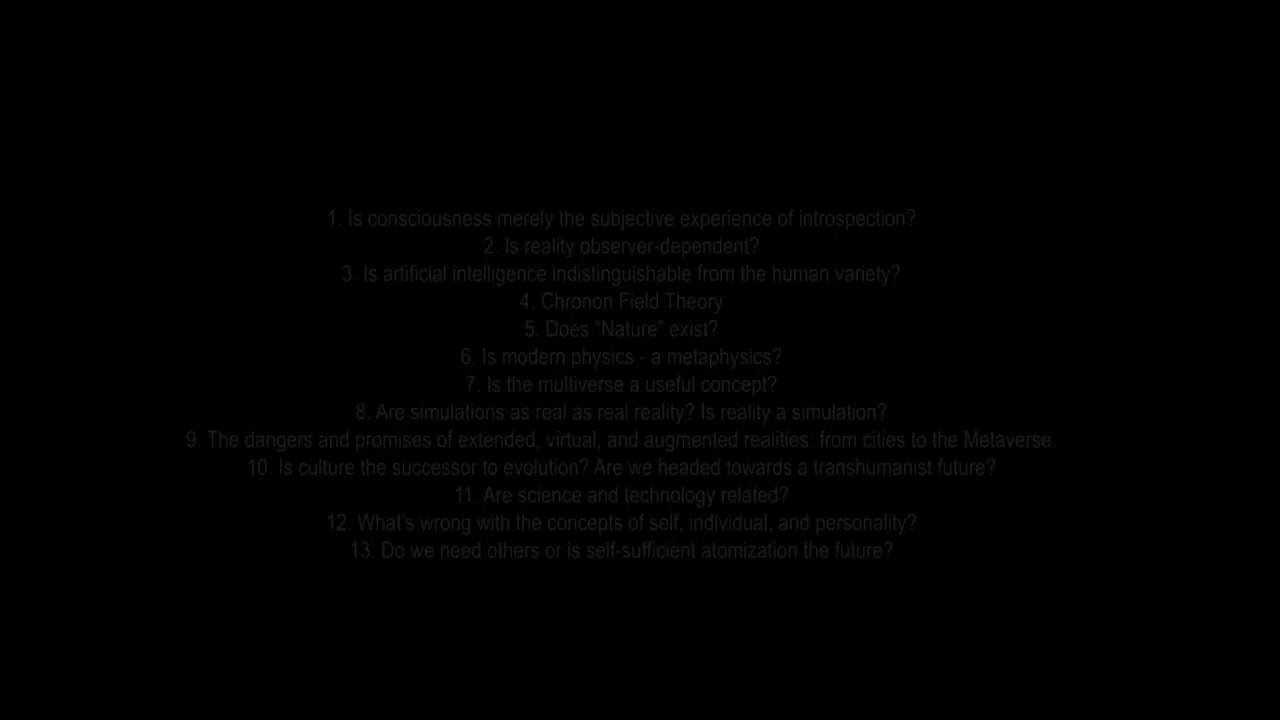 1. Is consciousness merely the subjective experience of introspection?
2. Is reality observer-dependent?
3. Is artificial intelligence indistinguishable from the human variety?
4. Chronon Field Theory
5. Does “Nature” exist?
6. Is modern physics - a metaphysics?
7. Is the multiverse a useful concept?
8. Are simulations as real as real reality? Is reality a simulation?
9. The dangers and promises of extended, virtual, and augmented realities: from cities to the Metaverse.
10. Is culture the successor to evolution? Are we headed towards a transhumanist future?
11. Are science and technology related?
12. What’s wrong with the concepts of self, individual, and personality?
13. Do we need others or is self-sufficient atomization the future?